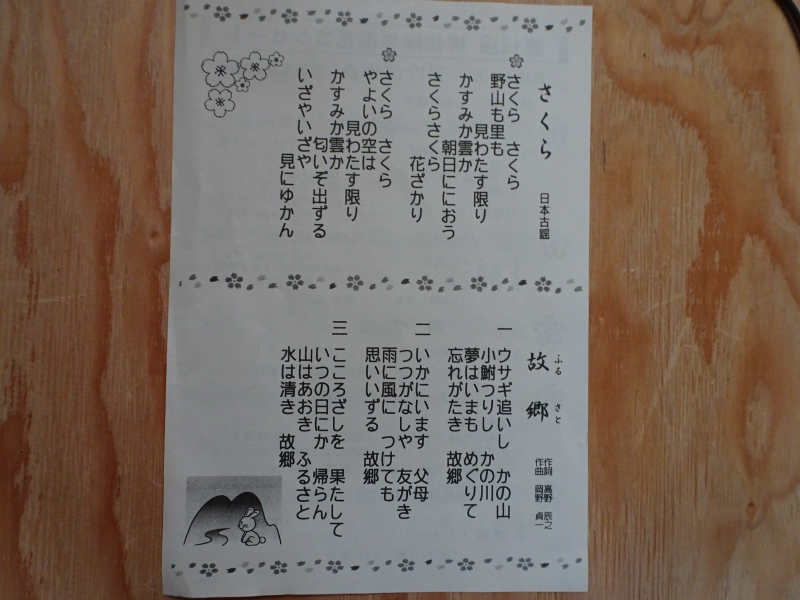 さくら
日本古謡
さくら　さくら
野山も里も
見わたす限り
かすみか雲か
朝日ににおう
さくらさくら
花ざかり
さくら　さくら
やよいの空は
見わたす限り
かすみか雲か
匂いぞ出ずる
いざやいざや
見にゆかん
故郷
ふる　さと
作詞　高野　辰之
作曲　岡野　貞一
一　ウサギ追いし　かの山
小鮒つりし　かの川
夢はいまも　めぐりて
忘れがたき　故郷
二　いかにいます　父母
つつがなしや　友がき
雨に風に　つけても
思いいずる　故郷
三　こころざしを　果たして
いつの日にか　帰らん
山はあおき　ふるさと
水は清き　故郷